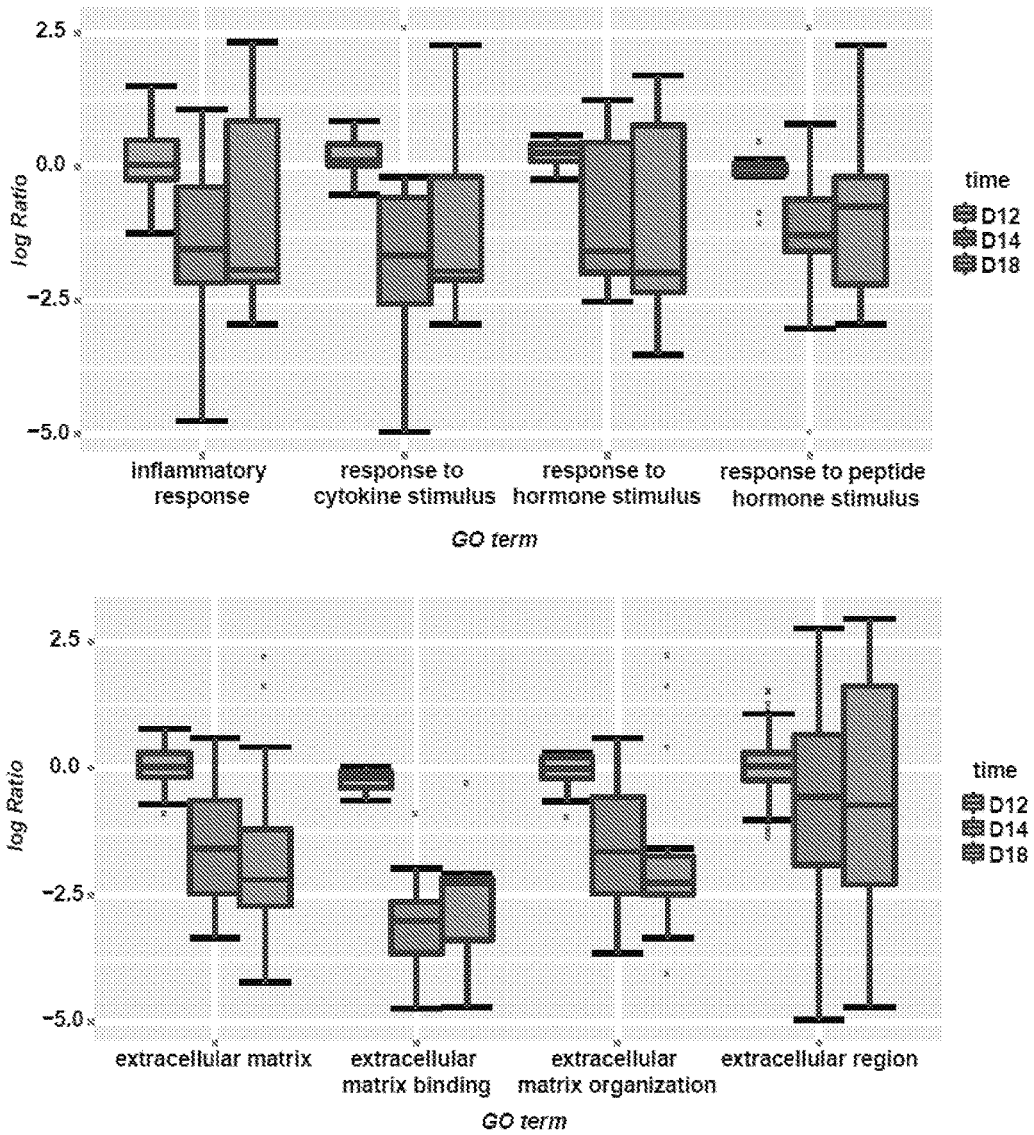 2.5
0.0
−2.5
−5.0
log Ratio
inflammatory
response
response to
cytokine stimulus
response to
hormone stimulus
response to peptide
hormone stimulus
GO term
time
D12
D14
D18
2.5
0.0
−2.5
−5.0
log Ratio
extracellular matrix
extracellular
matrix binding
extracellular
matrix organization
extracellular region
GO term
time
D12
D14
D18